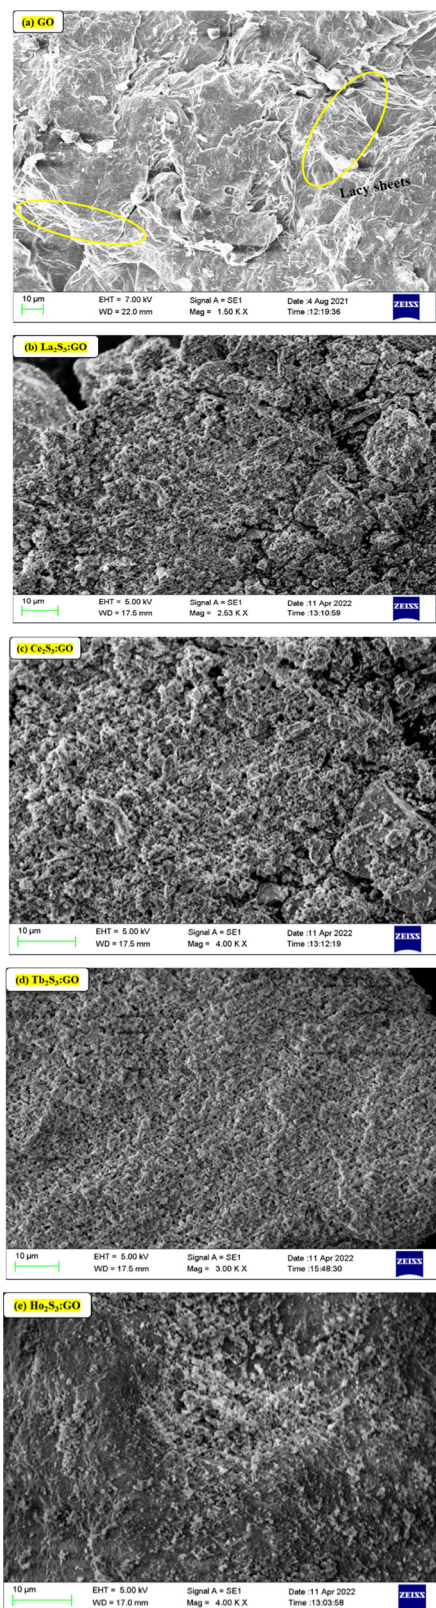 (a) GO
Lacy sheets
10 µm
EHT = 7.00 kV
WD = 22.0 mm
Signal A = SE1
Mag = 1.50 K X
Date :4 Aug 2021
Time :12:19:36
ZEISS
(b) La₂S₃:GO
10 µm
EHT = 5.00 kV
WD = 17.5 mm
Signal A = SE1
Mag = 2.53 K X
Date :11 Apr 2022
Time :13:10:59
ZEISS
(c) Ce₂S₃:GO
10 µm
EHT = 5.00 kV
WD = 17.5 mm
Signal A = SE1
Mag = 4.00 K X
Date :11 Apr 2022
Time :13:12:19
ZEISS
(d) Tb₂S₃:GO
10 µm
EHT = 5.00 kV
WD = 17.5 mm
Signal A = SE1
Mag = 3.00 K X
Date :11 Apr 2022
Time :15:48:30
ZEISS
(e) Ho₂S₃:GO
10 µm
EHT = 5.00 kV
WD = 17.0 mm
Signal A = SE1
Mag = 4.00 K X
Date :11 Apr 2022
Time :13:03:58
ZEISS